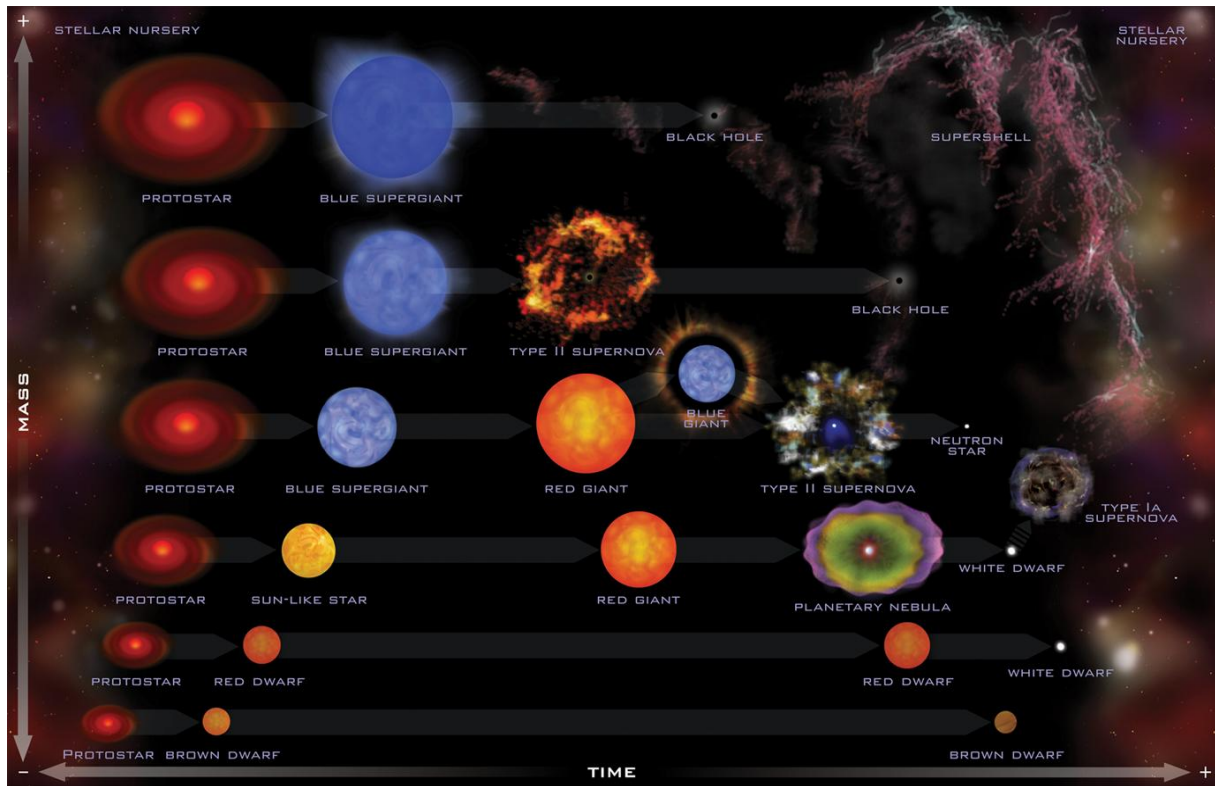 +
STELLAR NURSERY
STELLAR
NURSERY
BLACK HOLE
SUPERSHELL
PROTOSTAR
BLUE SUPERGIANT
BLACK HOLE
PROTOSTAR
BLUE SUPERGIANT
TYPE II SUPERNOVA
MASS
BLUE
GIANT
NEUTRON
STAR
PROTOSTAR
BLUE SUPERGIANT
RED GIANT
TYPE II SUPERNOVA
TYPE IA
SUPERNOVA
WHITE DWARF
PROTOSTAR
SUN-LIKE STAR
RED GIANT
PLANETARY NEBULA
PROTOSTAR
RED DWARF
RED DWARF
WHITE DWARF
PROTOSTAR
BROWN DWARF
BROWN DWARF
−
TIME
+